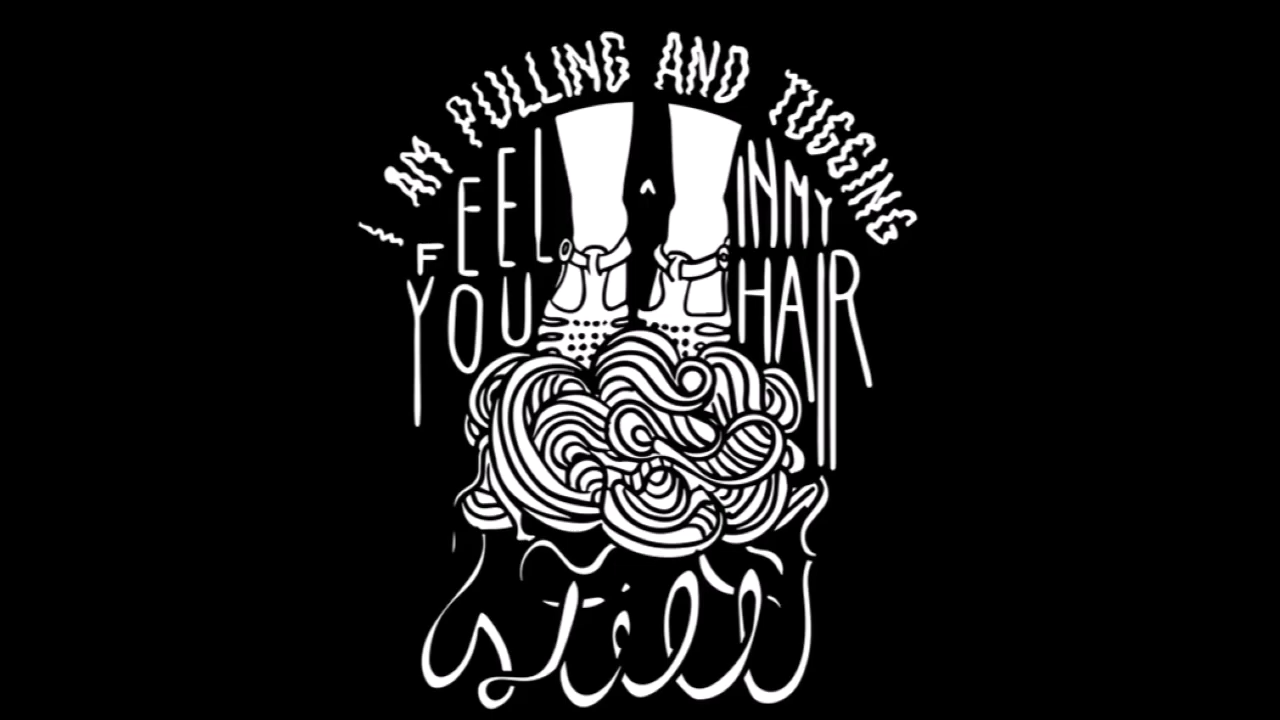 I AM PULLING AND TUGGING
FEEL
YOU
IN MY
HAIR
still